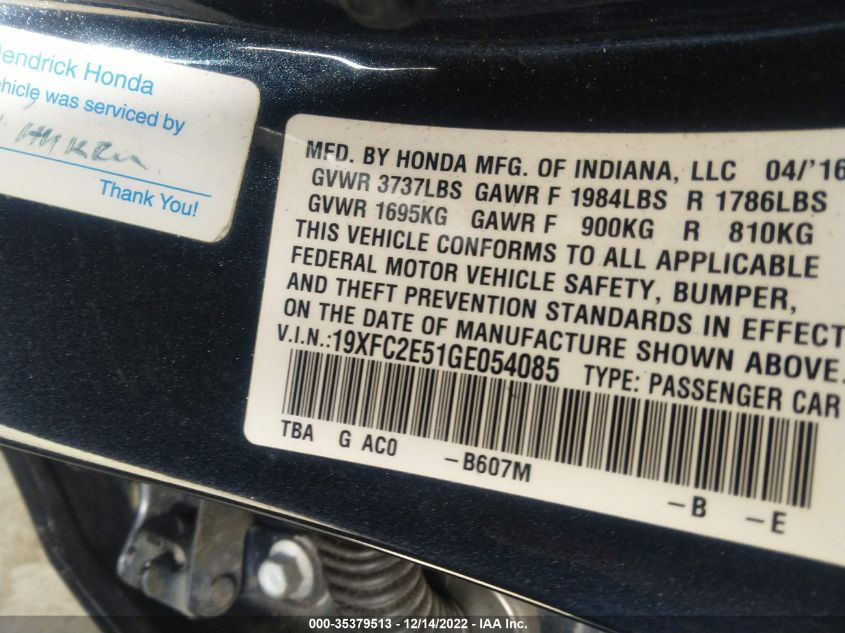 endrick Honda
ehicle was serviced by
Thank You!
MFD. BY HONDA MFG. OF INDIANA, LLC 04/'16
GVWR 3737LBS GAWR F 1984LBS R 1786LBS
GVWR 1695KG GAWR F 900KG R 810KG
THIS VEHICLE CONFORMS TO ALL APPLICABLE
FEDERAL MOTOR VEHICLE SAFETY, BUMPER,
AND THEFT PREVENTION STANDARDS IN EFFECT
ON THE DATE OF MANUFACTURE SHOWN ABOVE.
V.I.N.:19XFC2E51GE054085 TYPE: PASSENGER CAR
TBA G AC0 -B607M -B -E
000-35379513 - 12/14/2022 - IAA Inc.